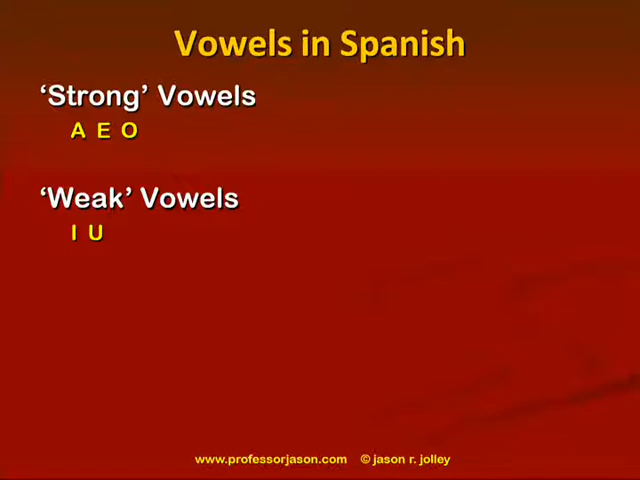 Vowels in Spanish
‘Strong’ Vowels
A E O
‘Weak’ Vowels
I U
www.professorjason.com © jason r. jolley